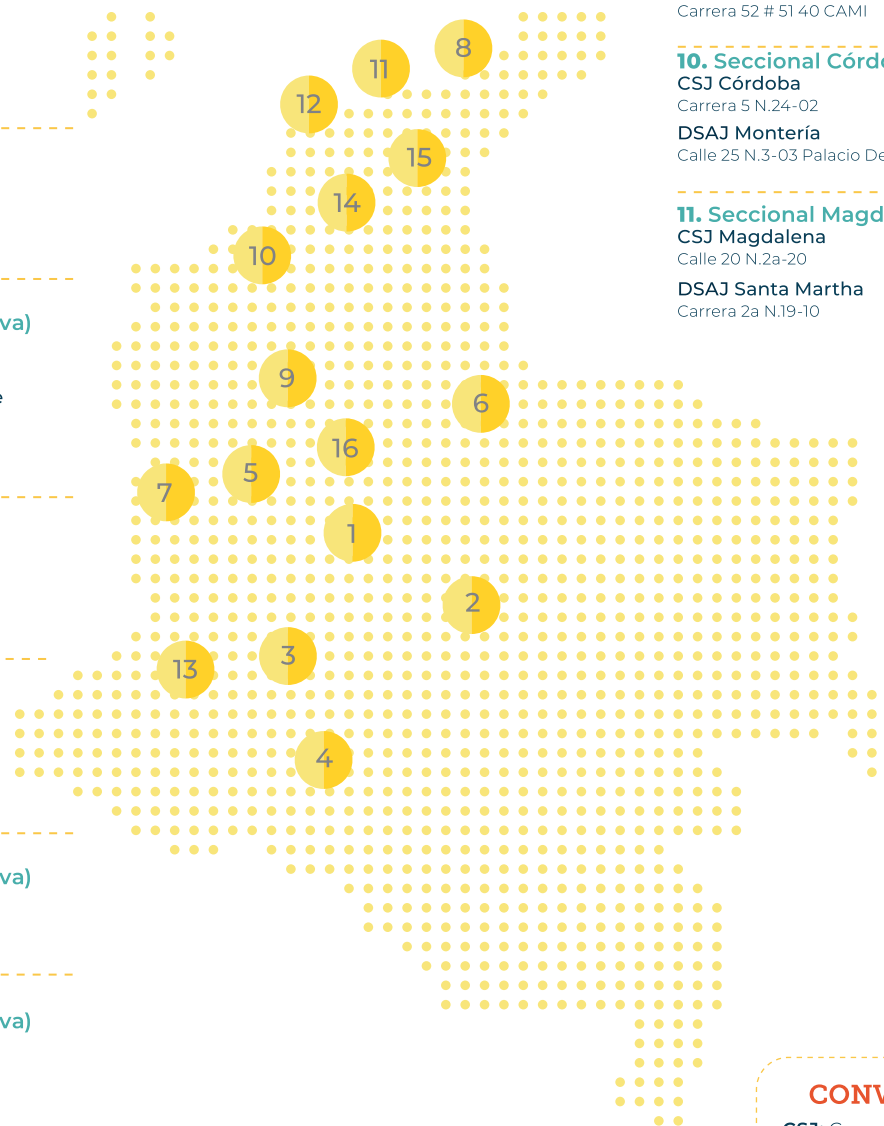 Carrera 52 # 51 40 CAMI
10. Seccional Córdo
CSJ Córdoba
Carrera 5 N.24-02
DSAJ Montería
Calle 25 N.3-03 Palacio De
11. Seccional Magd
CSJ Magdalena
Calle 20 N.2a-20
DSAJ Santa Martha
Carrera 2a N.19-10
8
11
12
15
14
10
va)
9
e
6
16
5
7
1
2
3
13
4
va)
va)
CONV